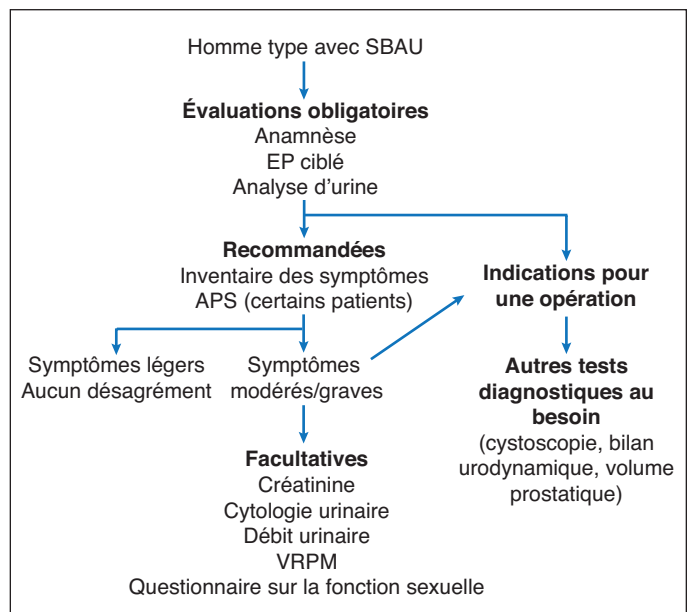 Homme type avec SBAU
Évaluations obligatoires
Anamnèse
EP ciblé
Analyse d'urine
Recommandées
Inventaire des symptômes
APS (certains patients)
Indications pour
une opération
Symptômes légers
Aucun désagrément
Symptômes
modérés/graves
Autres tests
diagnostiques au
besoin
(cystoscopie, bilan
urodynamique, volume
prostatique)
Facultatives
Créatinine
Cytologie urinaire
Débit urinaire
VRPM
Questionnaire sur la fonction sexuelle